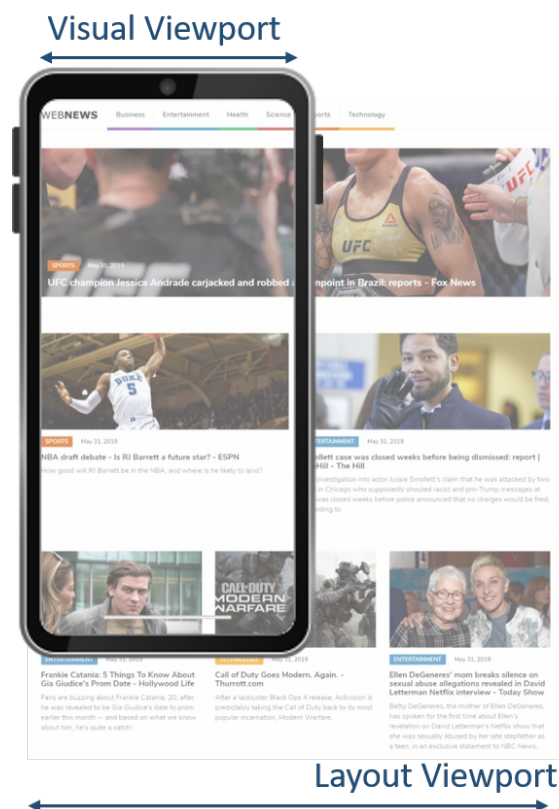 Visual Viewport
WEBNEWS Business Entertainment Health Science ports Technology
UFC
UFC
SPORTS May 31, 2019
UFC champion Jessica Andrade carjacked and robbed a npoint in Brazil: reports - Fox News
DUKE
5
SPORTS May 31, 2019
NBA draft debate - Is RJ Barrett a future star? - ESPN
How good will RJ Barrett be in the NBA, and where is he likely to land?
ENTERTAINMENT May 31, 2019
ollett case was closed weeks before being dismissed: report |
Hill - The Hill
investigation into actor Jussie Smollett's claim that he was attacked by two
in Chicago who supposedly shouted racist and pro-Trump messages at
was closed weeks before police announced that no charges would be filed,
ding to
CALL·DUTY
MODERN
WARFARE
ENTERTAINMENT May 31, 2019
Frankie Catania: 5 Things To Know About
Gia Giudice's Prom Date - Hollywood Life
Fans are buzzing about Frankie Catania, 20, after
he was revealed to be Gia Giudice's date to prom
earlier this month -- and based on what we know
about him, he's quite a catch!
TECHNOLOGY May 31, 2019
Call of Duty Goes Modern. Again. -
Thurrott.com
After a lackluster Black Ops 4 release, Activision is
predictably taking the Call of Duty back to its most
popular incarnation, Modern Warfare.
ENTERTAINMENT May 31, 2019
Ellen DeGeneres' mom breaks silence on
sexual abuse allegations revealed in David
Letterman Netflix interview - Today Show
Betty DeGeneres, the mother of Ellen DeGeneres,
has spoken for the first time about Ellen's
revelation on David Letterman's Netflix show that
she was sexually abused by her late stepfather as
a teen, in an exclusive statement to NBC News.
Layout Viewport